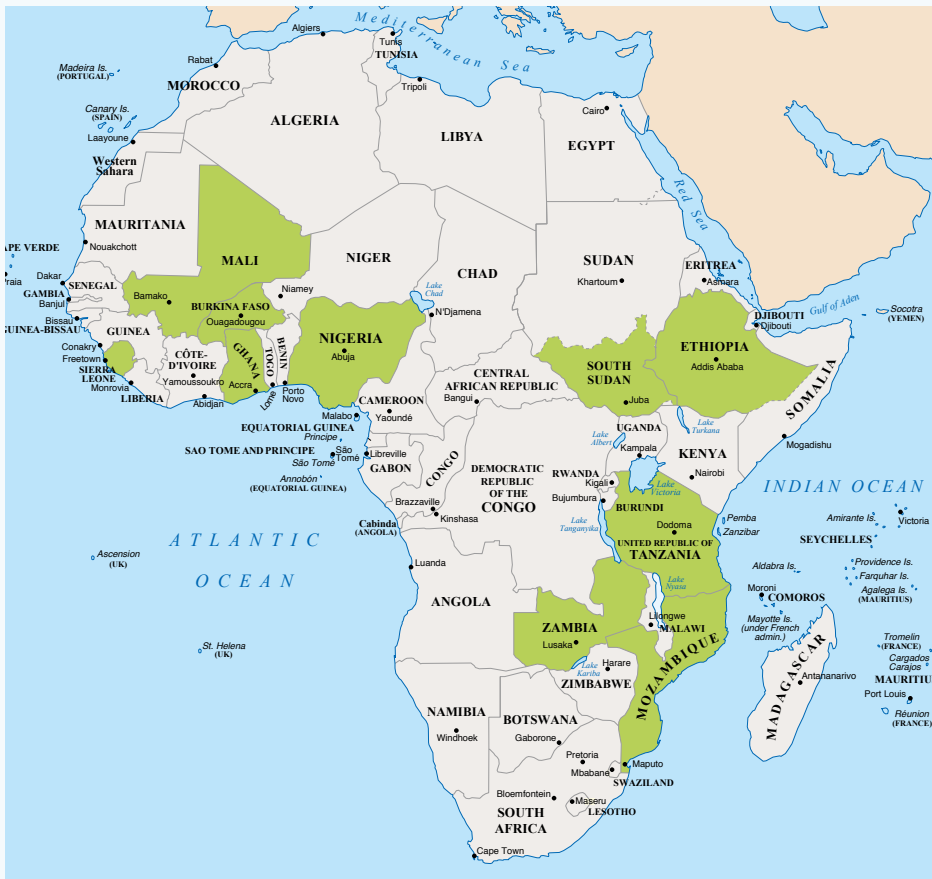 Mediterranean Sea
Algiers
Tunis
TUNISIA
Rabat
Madeira Is.
(PORTUGAL)
MOROCCO
Tripoli
Canary Is.
(SPAIN)
Laayoune
ALGERIA
LIBYA
Cairo
EGYPT
Western
Sahara
Red Sea
MAURITANIA
Nouakchott
APE VERDE
raia
MALI
NIGER
CHAD
SUDAN
Khartoum
ERITREA
Asmara
Dakar
SENEGAL
GAMBIA
Banjul
Bamako
Niamey
Lake
Chad
BURKINA FASO
Ouagadougou
N'Djamena
Gulf of Aden
Socotra
(YEMEN)
DJIBOUTI
Djibouti
Bissau
GUINEA-BISSAU
GUINEA
Conakry
Freetown
SIERRA
LEONE
Monrovia
LIBERIA
CÔTE-
D'IVOIRE
Yamoussoukro
Abidjan
GHANA
Accra
TOGO
Lome
BENIN
Porto
Novo
NIGERIA
Abuja
ETHIOPIA
Addis Ababa
SOUTH
SUDAN
Juba
SOMALIA
Mogadishu
CENTRAL
AFRICAN REPUBLIC
Bangui
CAMEROON
Yaoundé
Malabo
EQUATORIAL GUINEA
Principe
SAO TOME AND PRINCIPE
São
Tomé
São Tomé
Libreville
GABON
Annobón
(EQUATORIAL GUINEA)
CONGO
Brazzaville
Kinshasa
DEMOCRATIC
REPUBLIC
OF THE
CONGO
UGANDA
Kampala
Lake
Albert
Lake
Turkana
KENYA
Nairobi
RWANDA
Kigali
Bujumbura
BURUNDI
Lake
Victoria
Lake
Tanganyika
Dodoma
UNITED REPUBLIC OF
TANZANIA
Pemba
Zanzibar
INDIAN OCEAN
Amirante Is.
Victoria
SEYCHELLES
Providence Is.
Farquhar Is.
Agalega Is.
(MAURITIUS)
Aldabra Is.
Moroni
COMOROS
Mayotte Is.
(under French
admin.)
Cabinda
(ANGOLA)
ATLANTIC
OCEAN
Ascension
(UK)
Luanda
ANGOLA
St. Helena
(UK)
ZAMBIA
Lusaka
Lake
Nyasa
Lilongwe
MALAWI
MOZAMBIQUE
Lake
Kariba
Harare
ZIMBABWE
MADAGASCAR
Antananarivo
Tromelin
(FRANCE)
Cargados
Carajos
MAURITIU
Port Louis
Réunion
(FRANCE)
NAMIBIA
Windhoek
BOTSWANA
Gaborone
Pretoria
Mbabane
Maputo
SWAZILAND
Bloemfontein
Maseru
LESOTHO
SOUTH
AFRICA
Cape Town